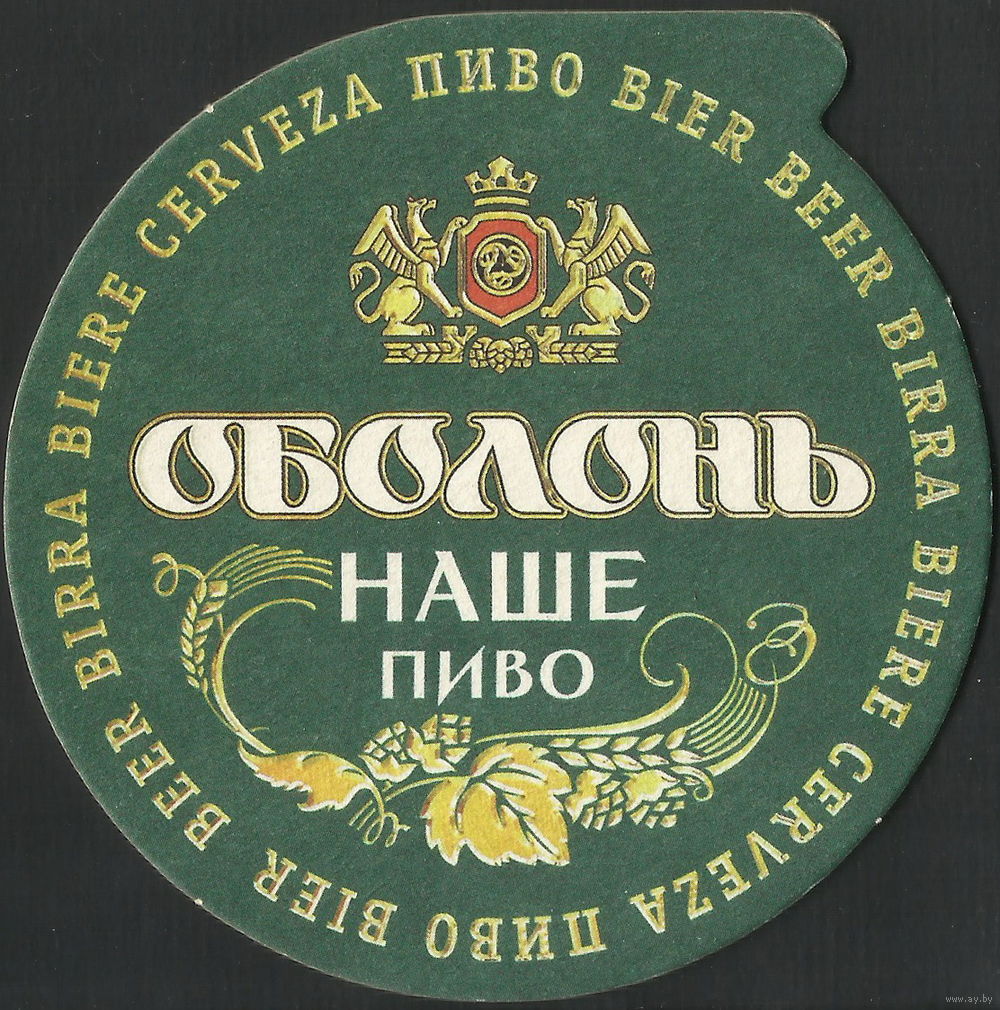 ПИВО BIER BEER BIRRA BIERE CERVEZA ПИВО BIER BEER BIRRA BIERE CERVEZA
ОБОЛОНЬ
НАШЕ
ПИВО
www.ay.by